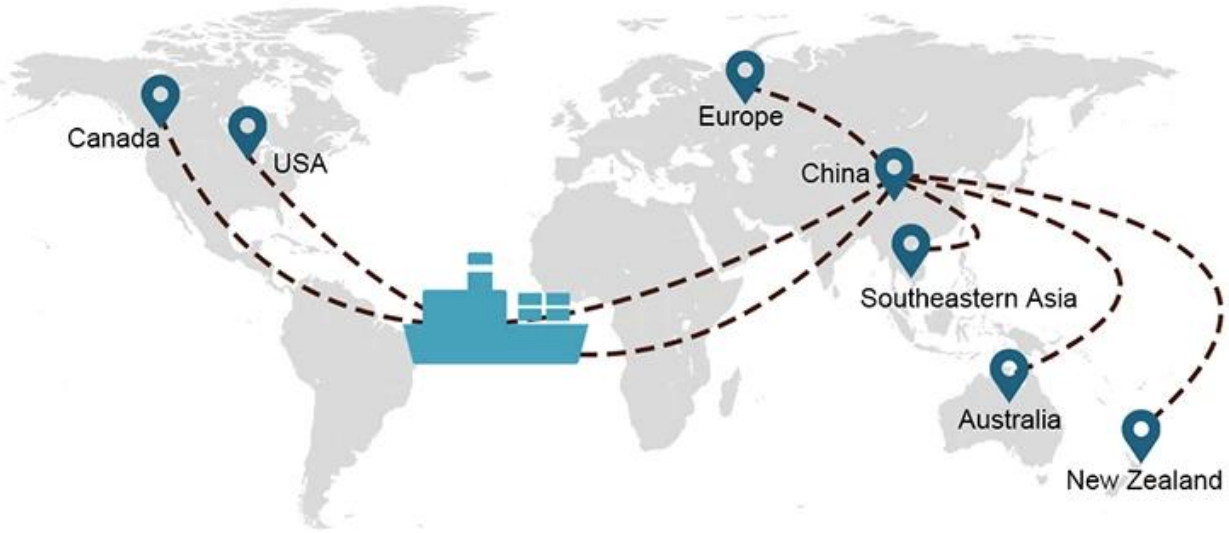 Europe
Canada
USA
China
Southeastern Asia
Australia
New Zealand